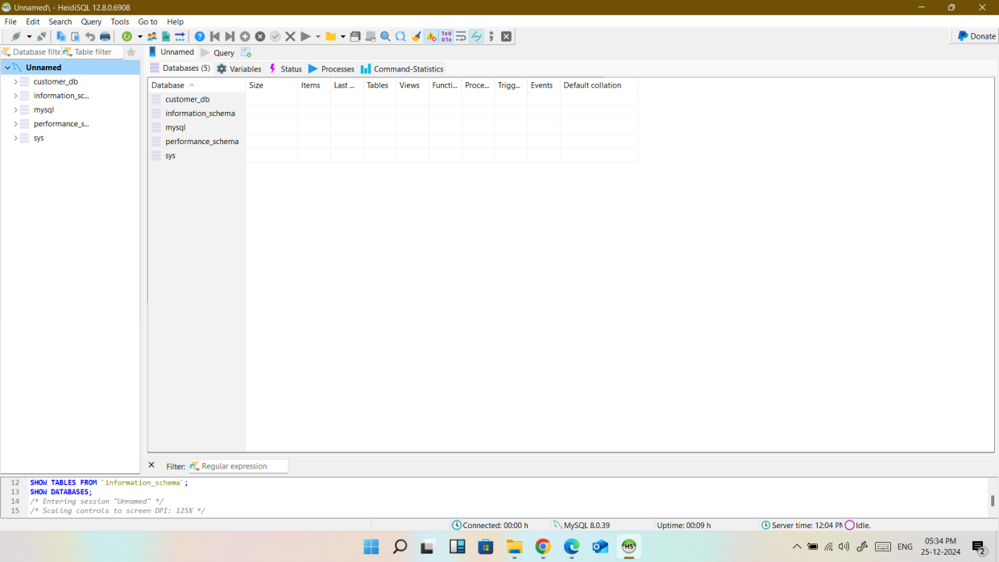 Unnamed\ - HeidiSQL 12.8.0.6908
File Edit Search Query Tools Go to Help
Donate
Database filte Table filter
Unnamed Query
Unnamed
customer_db
information_sc...
mysql
performance_s...
sys
Databases (5) Variables Status Processes Command-Statistics
Database Size Items Last ... Tables Views Functi... Proce... Trigg... Events Default collation
customer_db
information_schema
mysql
performance_schema
sys
Filter: Regular expression
12 SHOW TABLES FROM `information_schema`;
13 SHOW DATABASES;
14 /* Entering session "Unnamed" */
15 /* Scaling controls to screen DPI: 125% */
Connected: 00:00 h MySQL 8.0.39 Uptime: 00:09 h Server time: 12:04 PM Idle.
HS
ENG
05:34 PM
25-12-2024
2